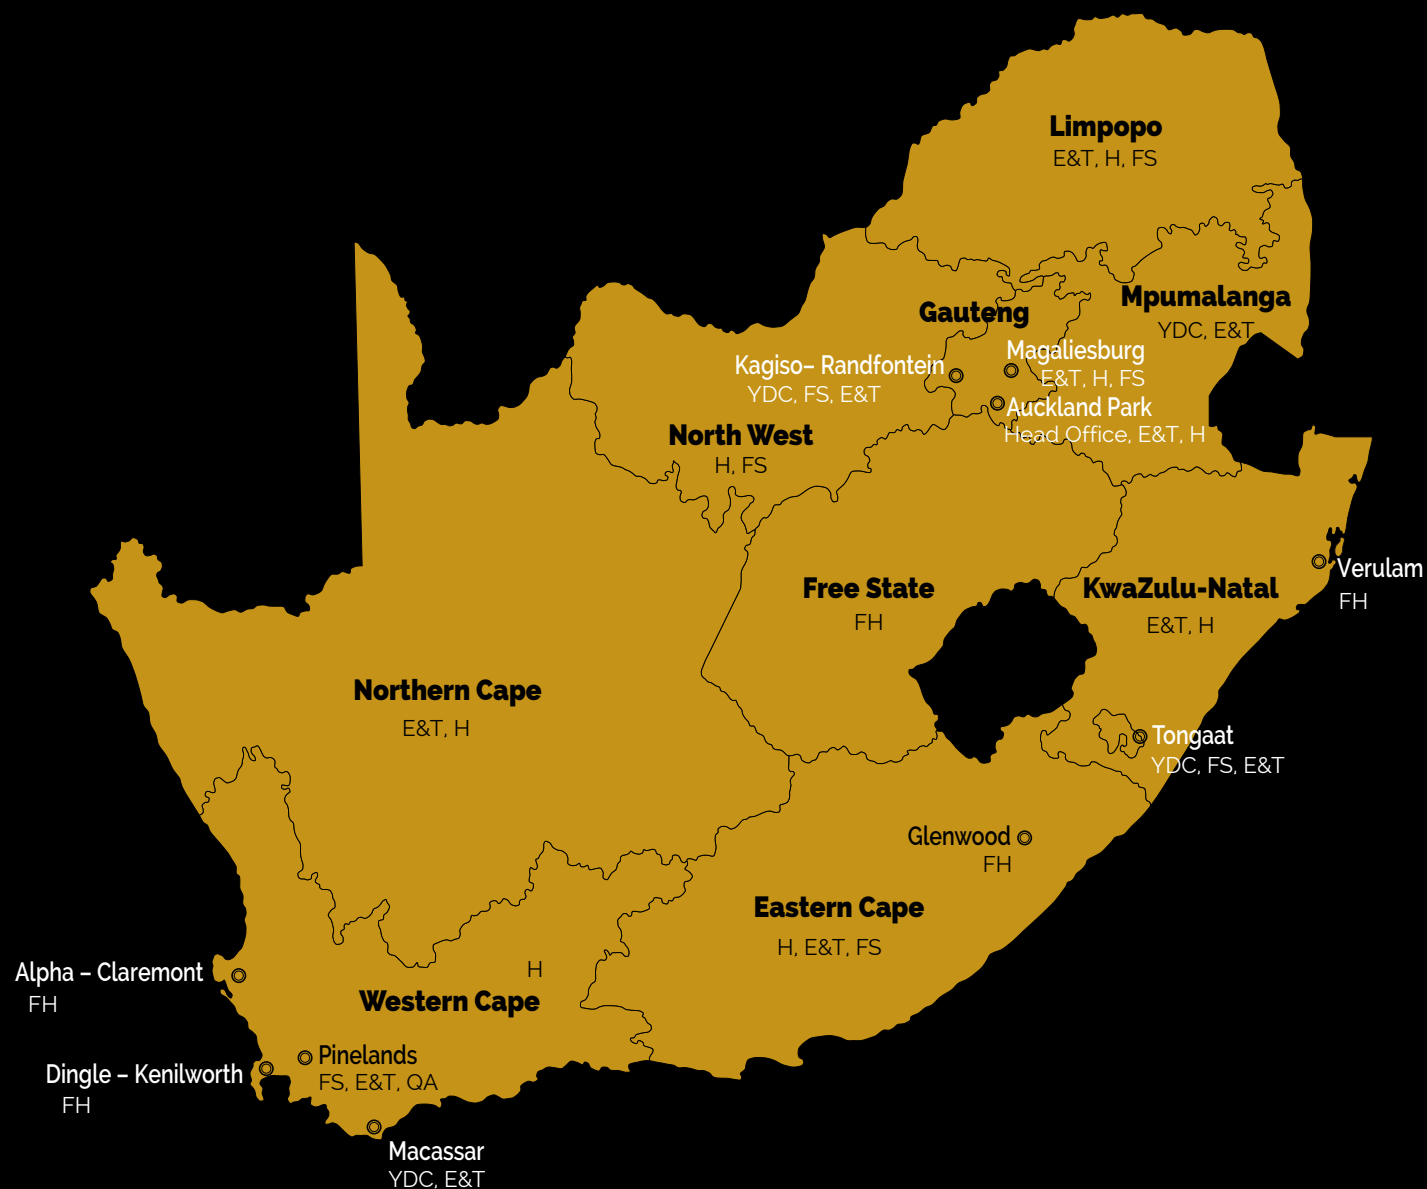 Limpopo
E&T, H, FS
Mpumalanga
YDC, E&T
Gauteng
Magaliesburg
E&T, H, FS
Kagiso– Randfontein
YDC, FS, E&T
Auckland Park
Head Office, E&T, H
North West
H, FS
Verulam
FH
Free State
FH
KwaZulu-Natal
E&T, H
Northern Cape
E&T, H
Tongaat
YDC, FS, E&T
Glenwood
FH
Eastern Cape
H, E&T, FS
Alpha – Claremont
FH
H
Western Cape
Pinelands
FS, E&T, QA
Dingle – Kenilworth
FH
Macassar
YDC, E&T